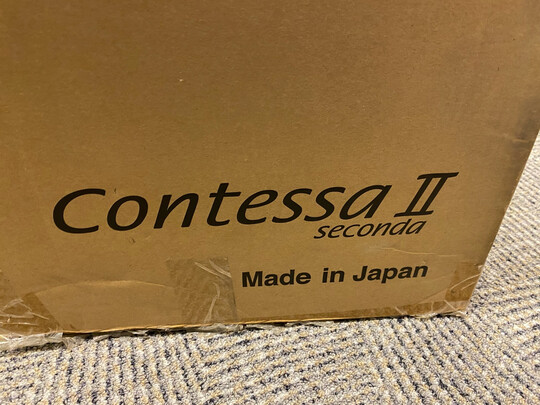 Contessa II
seconda
Made in Japan